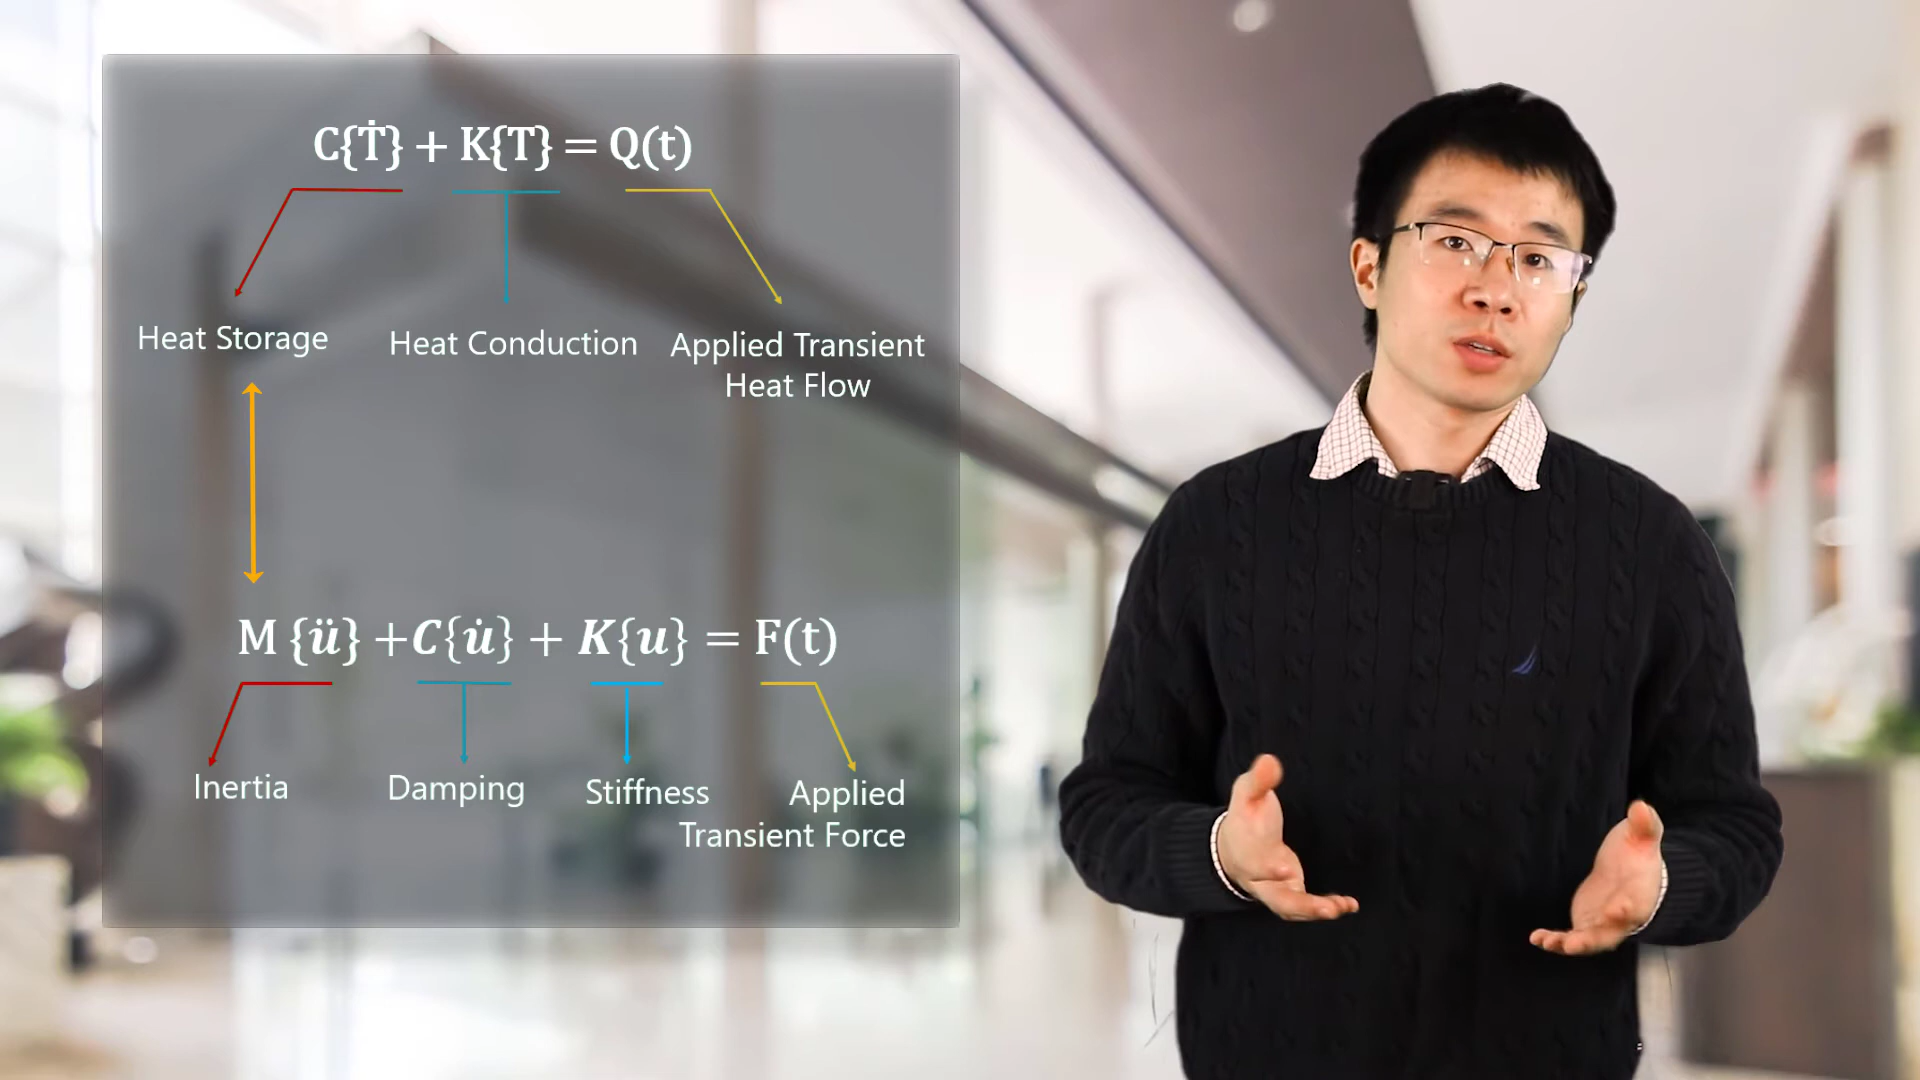 C{Ṫ} + K{T} = Q(t)
Heat Storage
Heat Conduction
Applied Transient
Heat Flow
M {ü} +C{u̇} + K{u} = F(t)
Inertia
Damping
Stiffness
Applied
Transient Force